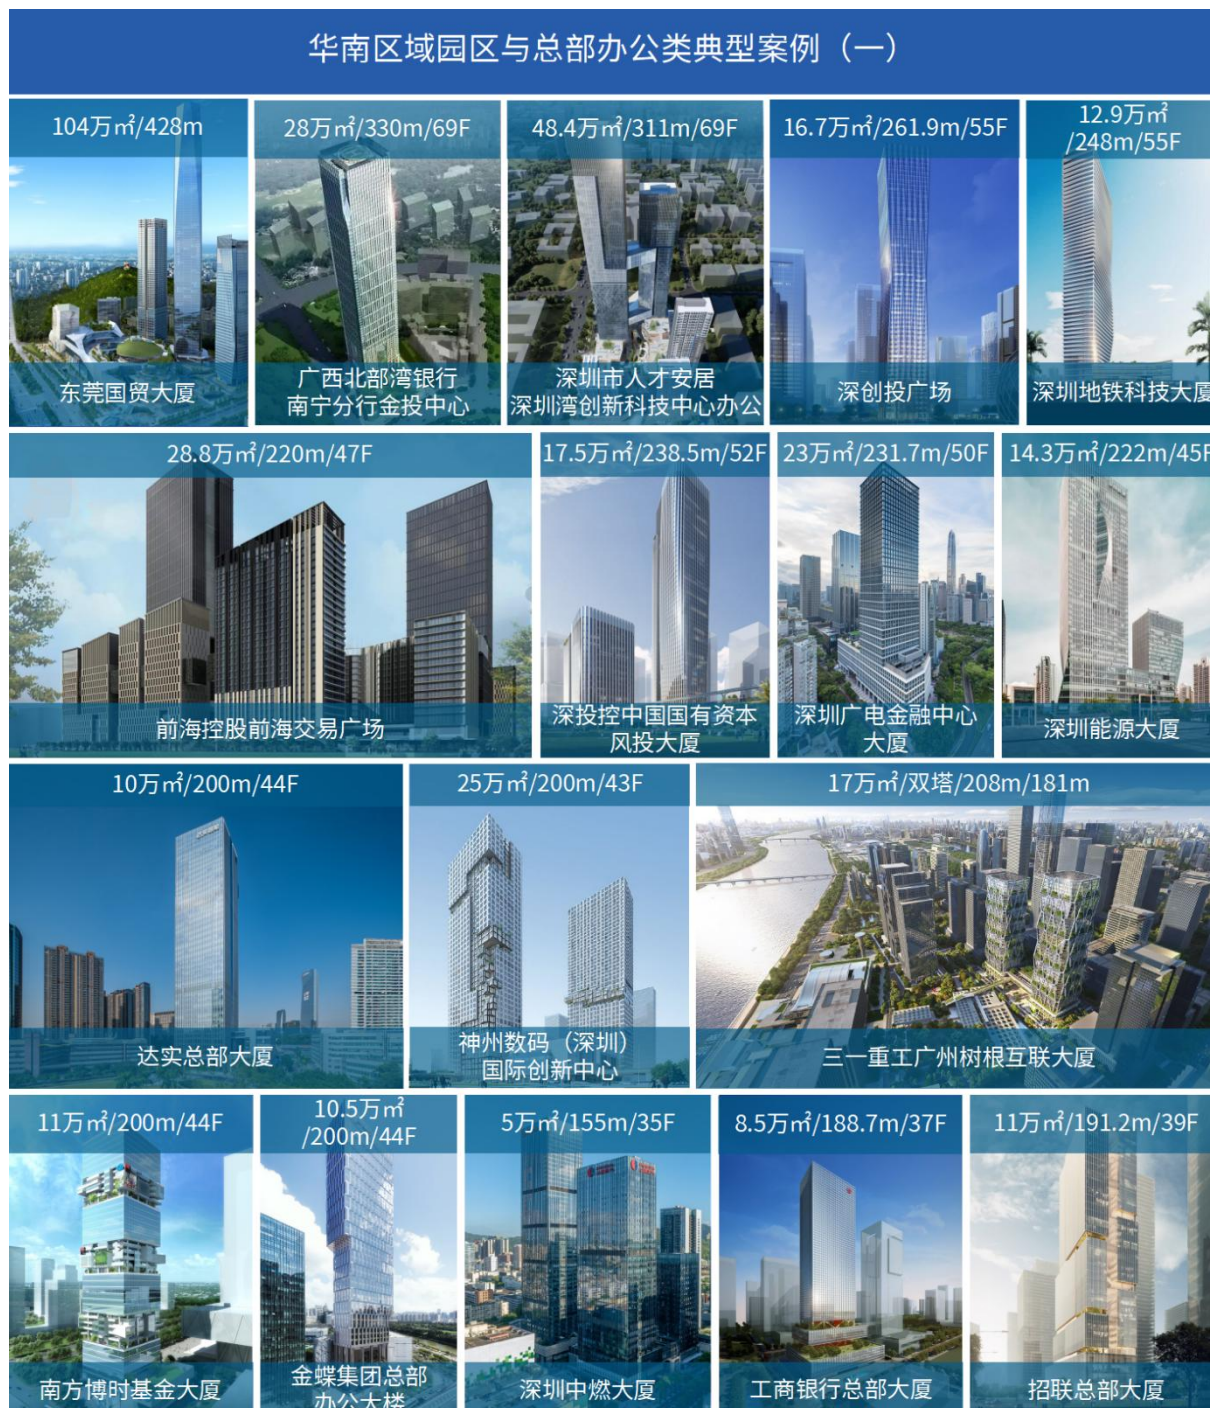 华南区域园区与总部办公类典型案例（一）
104万㎡/428m
东莞国贸大厦
28万㎡/330m/69F
广西北部湾银行
南宁分行金投中心
48.4万㎡/311m/69F
深圳市人才安居
深圳湾创新科技中心办公
16.7万㎡/261.9m/55F
深创投广场
12.9万㎡
/248m/55F
深圳地铁科技大厦
28.8万㎡/220m/47F
前海控股前海交易广场
17.5万㎡/238.5m/52F
深投控中国国有资本
风投大厦
23万㎡/231.7m/50F
深圳广电金融中心
大厦
14.3万㎡/222m/45F
深圳能源大厦
10万㎡/200m/44F
达实总部大厦
25万㎡/200m/43F
神州数码（深圳）
国际创新中心
17万㎡/双塔/208m/181m
三一重工广州树根互联大厦
11万㎡/200m/44F
南方博时基金大厦
10.5万㎡
/200m/44F
金蝶集团总部
办公大楼
5万㎡/155m/35F
深圳中燃大厦
8.5万㎡/188.7m/37F
工商银行总部大厦
11万㎡/191.2m/39F
招联总部大厦